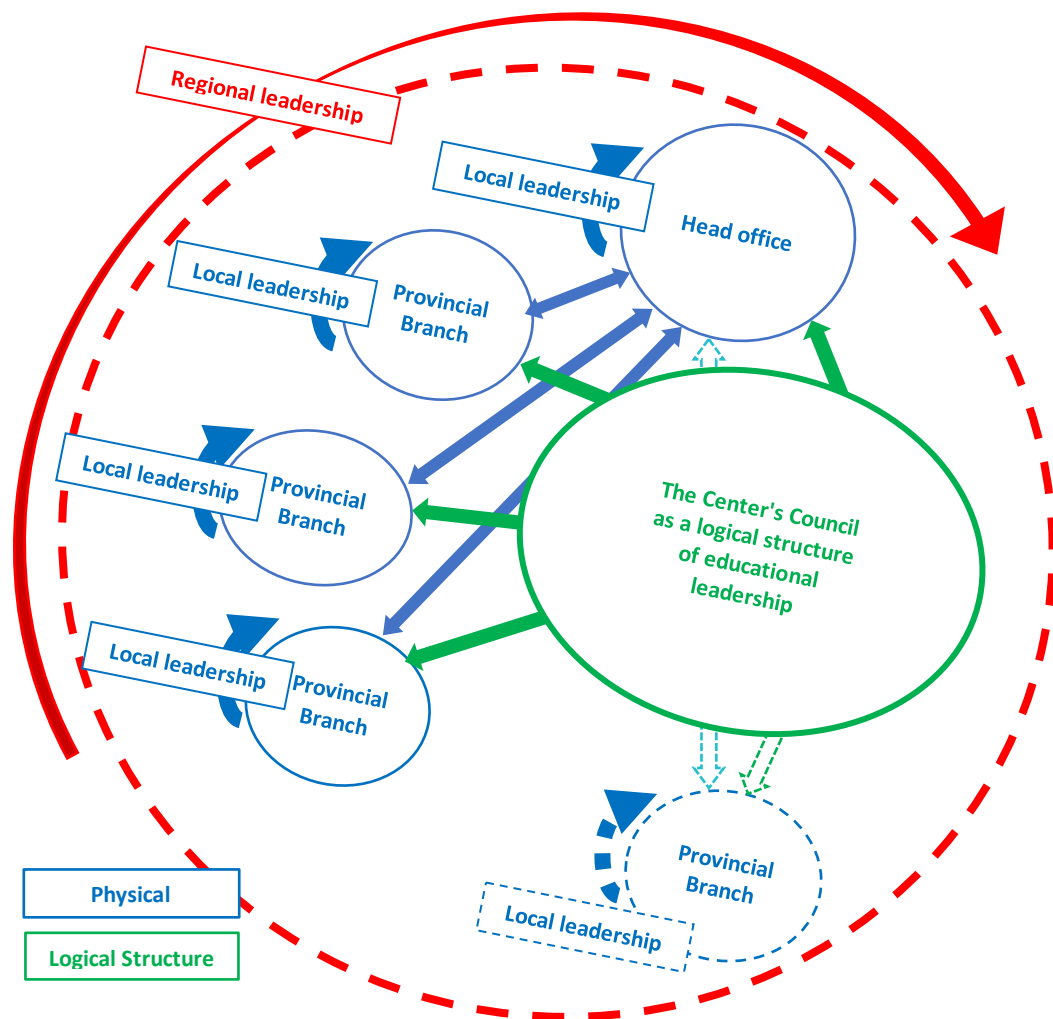 Regional leadership
Local leadership
Head office
Local leadership
Provincial
Branch
Local leadership
Provincial
Branch
The Center's Council
as a logical structure
of educational
leadership
Local leadership
Provincial
Branch
Provincial
Branch
Local leadership
Physical
Logical Structure